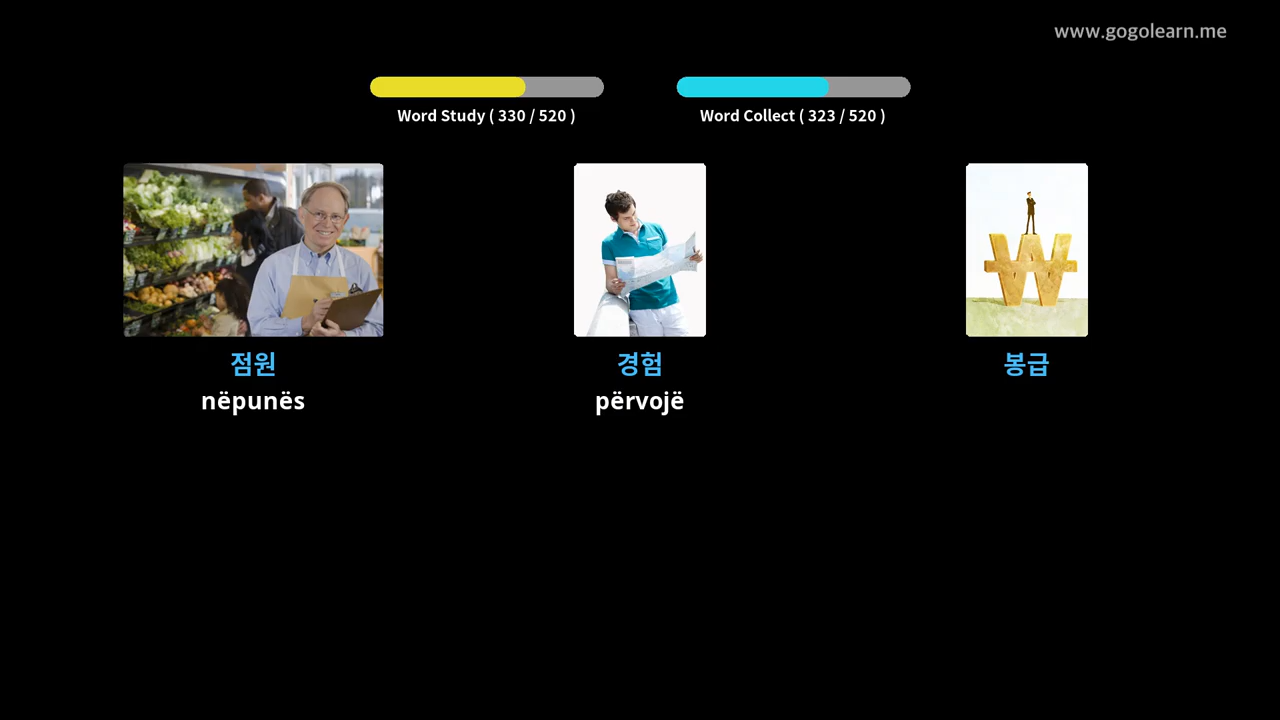 www.gogolearn.me
Word Study ( 330 / 520 )
Word Collect ( 323 / 520 )
점원
경험
봉급
nëpunës
përvojë